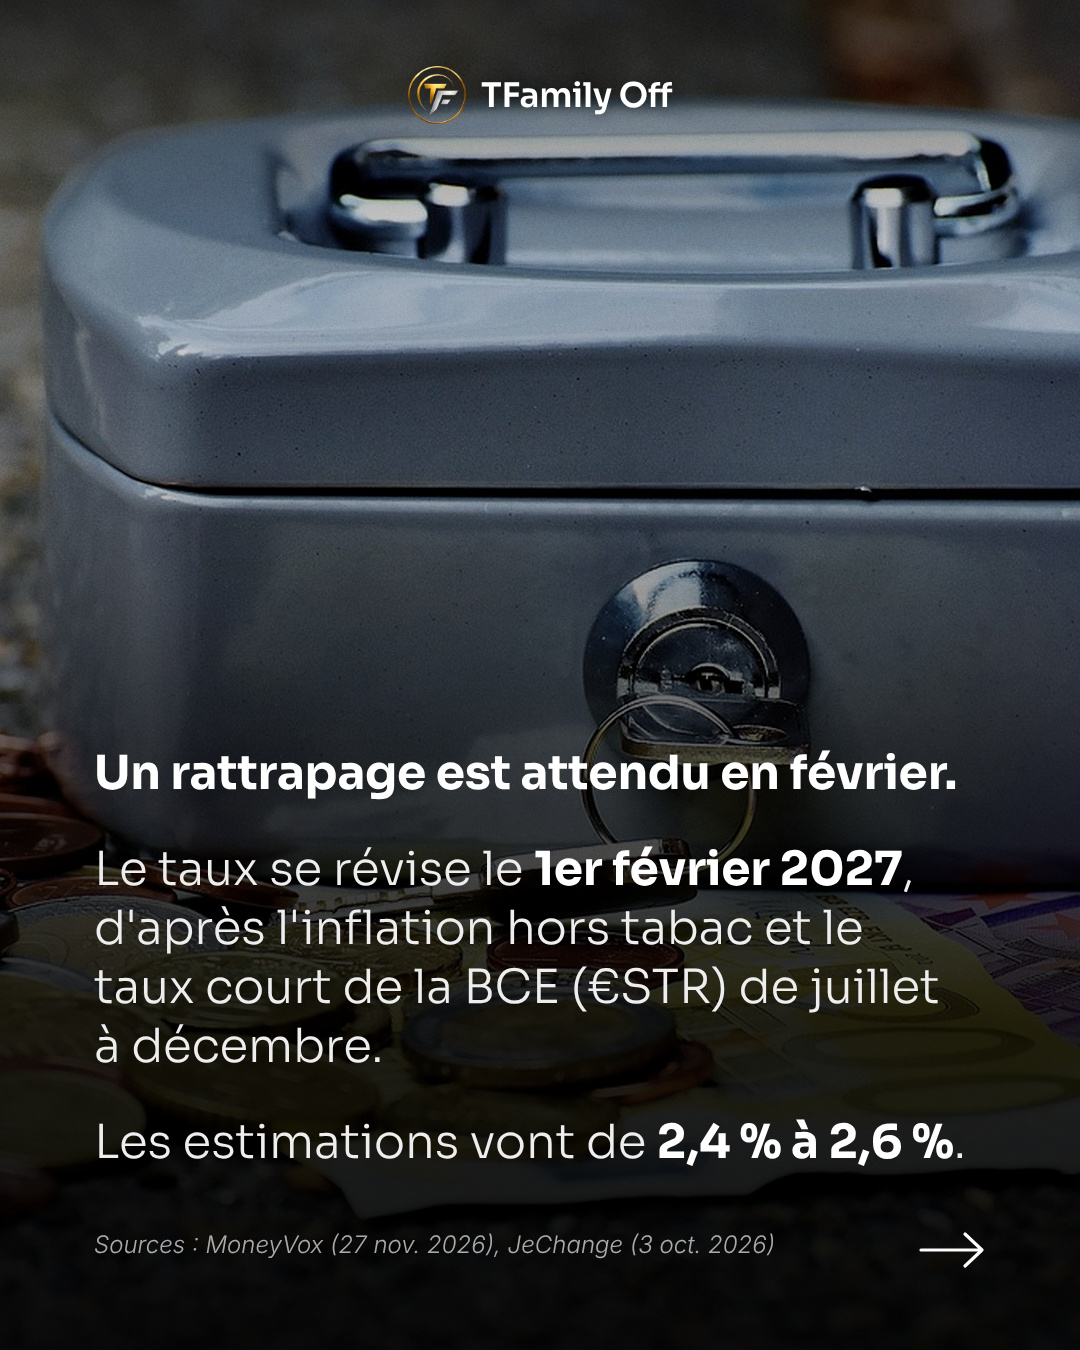 TFamily Off
Un rattrapage est attendu en février.
Le taux se révise le 1er février 2027,
d'après l'inflation hors tabac et le
taux court de la BCE (€STR) de juillet
à décembre.
Les estimations vont de 2,4 % à 2,6 %.
Sources : MoneyVox (27 nov. 2026), JeChange (3 oct. 2026)